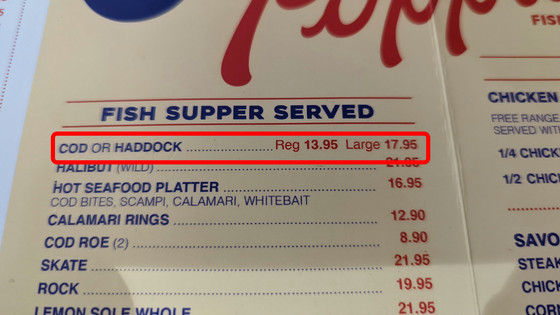 Poppie
FISH
FISH SUPPER SERVED
COD OR HADDOCK Reg 13.95 Large 17.95
HALIBUT (WILD) 21.95
HOT SEAFOOD PLATTER 16.95
COD BITES, SCAMPI, CALAMARI, WHITEBAIT
CALAMARI RINGS 12.90
COD ROE (2) 8.90
SKATE 21.95
ROCK 19.95
LEMON SOLE WHOLE 21.95
CHICKEN
FREE RANGE
SERVED WITH
1/4 CHICK
1/2 CHICK
SAVO
STEAK
CHICK
CORN